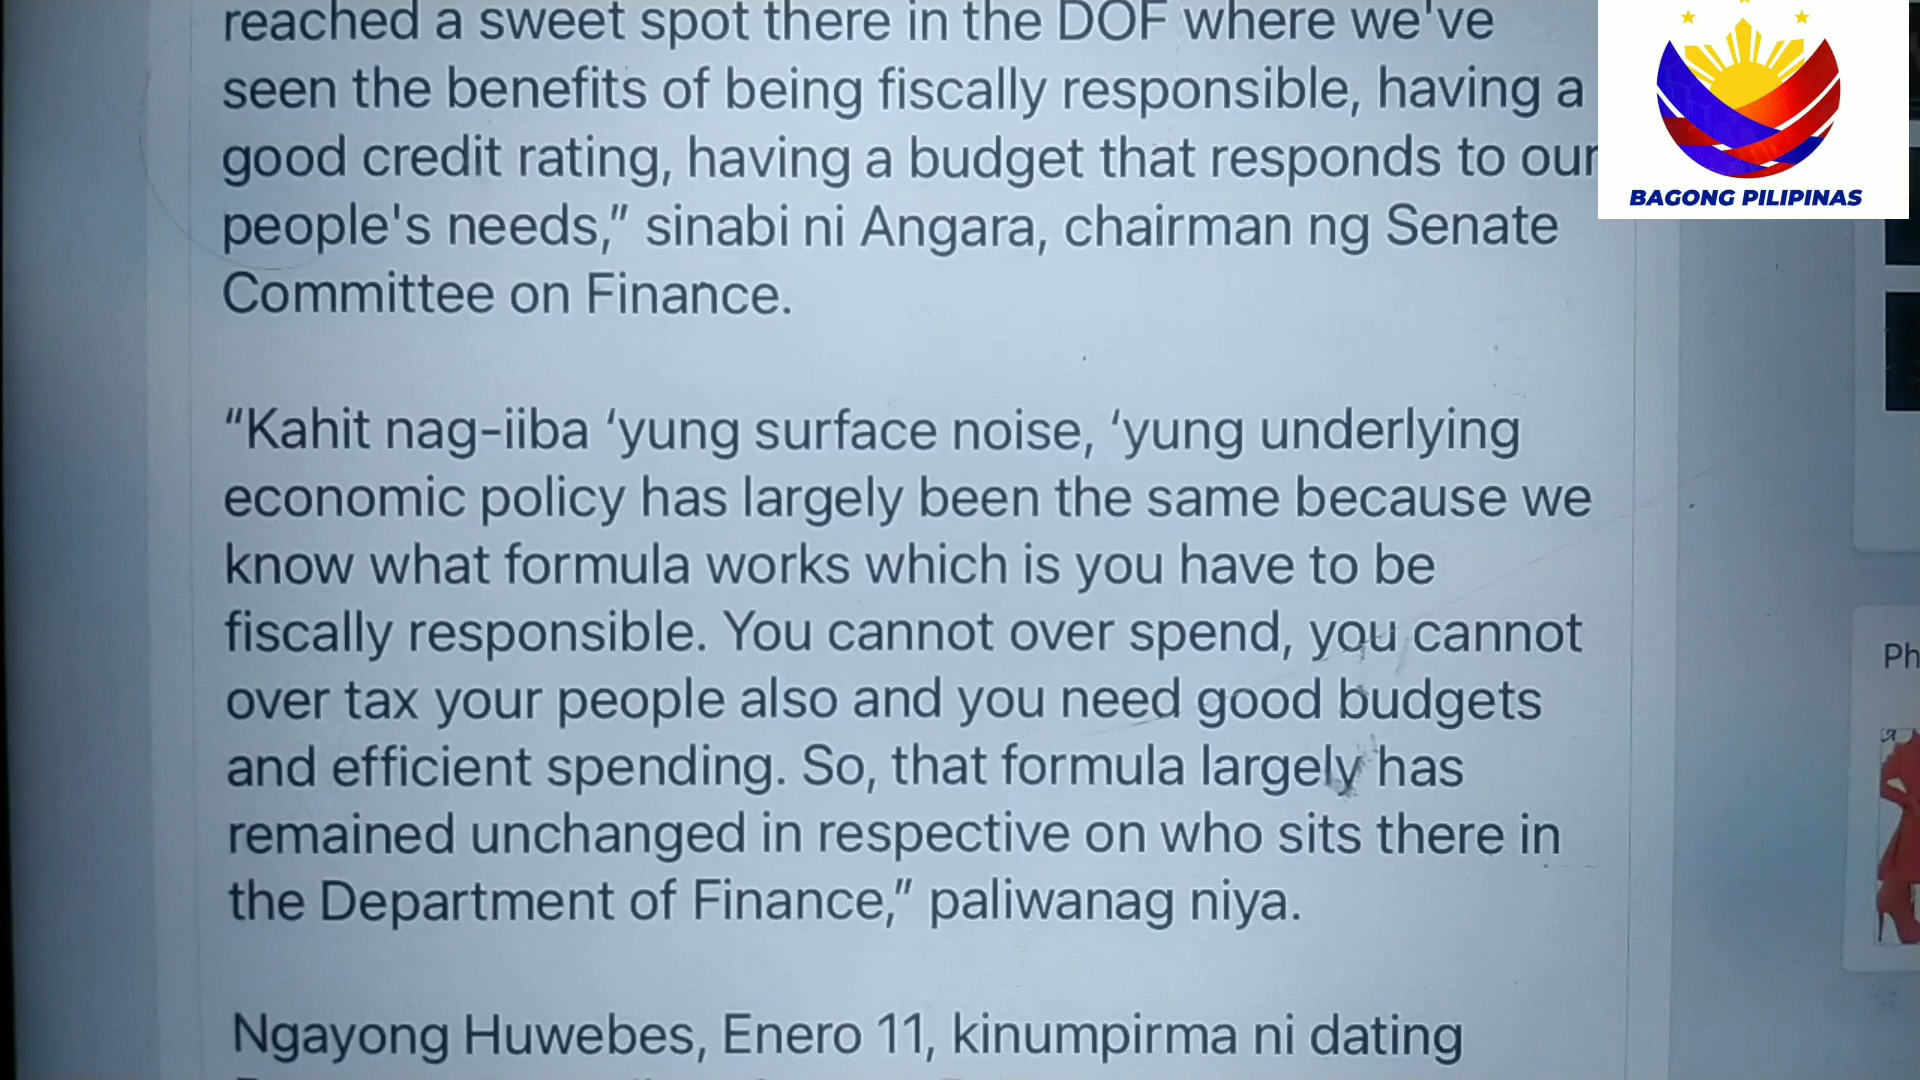 reached a sweet spot there in the DOF where we've
seen the benefits of being fiscally responsible, having a
good credit rating, having a budget that responds to our
people's needs,” sinabi ni Angara, chairman ng Senate
Committee on Finance.
“Kahit nag-iiba ‘yung surface noise, ‘yung underlying
economic policy has largely been the same because we
know what formula works which is you have to be
fiscally responsible. You cannot over spend, you cannot
over tax your people also and you need good budgets
and efficient spending. So, that formula largely has
remained unchanged in respective on who sits there in
the Department of Finance,” paliwanag niya.
Ngayong Huwebes, Enero 11, kinumpirma ni dating
BAGONG PILIPINAS
Ph